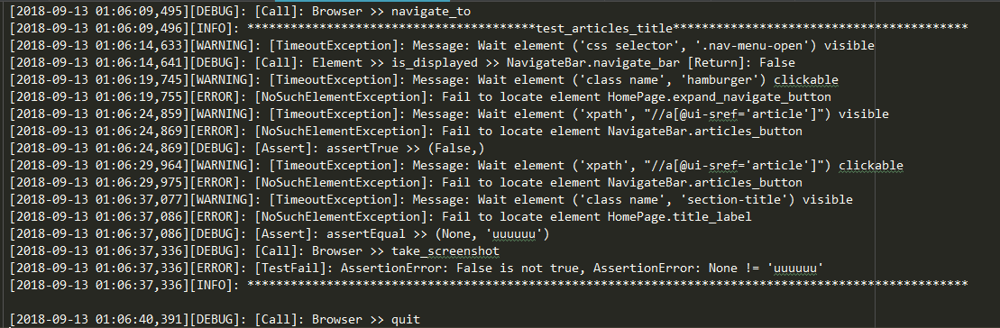 [2018-09-13 01:06:09,495][DEBUG]: [Call]: Browser >> navigate_to
[2018-09-13 01:06:09,496][INFO]: ****************************************test_articles_title*****************************************
[2018-09-13 01:06:14,633][WARNING]: [TimeoutException]: Message: Wait element ('css selector', '.nav-menu-open') visible
[2018-09-13 01:06:14,641][DEBUG]: [Call]: Element >> is_displayed >> NavigateBar.navigate_bar [Return]: False
[2018-09-13 01:06:19,745][WARNING]: [TimeoutException]: Message: Wait element ('class name', 'hamburger') clickable
[2018-09-13 01:06:19,755][ERROR]: [NoSuchElementException]: Fail to locate element HomePage.expand_navigate_button
[2018-09-13 01:06:24,859][WARNING]: [TimeoutException]: Message: Wait element ('xpath', "//a[@ui-sref='article']") visible
[2018-09-13 01:06:24,869][ERROR]: [NoSuchElementException]: Fail to locate element NavigateBar.articles_button
[2018-09-13 01:06:24,869][DEBUG]: [Assert]: assertTrue >> (False,)
[2018-09-13 01:06:29,964][WARNING]: [TimeoutException]: Message: Wait element ('xpath', "//a[@ui-sref='article']") clickable
[2018-09-13 01:06:29,975][ERROR]: [NoSuchElementException]: Fail to locate element NavigateBar.articles_button
[2018-09-13 01:06:37,077][WARNING]: [TimeoutException]: Message: Wait element ('class name', 'section-title') visible
[2018-09-13 01:06:37,086][ERROR]: [NoSuchElementException]: Fail to locate element HomePage.title_label
[2018-09-13 01:06:37,086][DEBUG]: [Assert]: assertEqual >> (None, 'uuuuuu')
[2018-09-13 01:06:37,336][DEBUG]: [Call]: Browser >> take_screenshot
[2018-09-13 01:06:37,336][ERROR]: [TestFail]: AssertionError: False is not true, AssertionError: None != 'uuuuuu'
[2018-09-13 01:06:37,336][INFO]: ****************************************************************************************************
[2018-09-13 01:06:40,391][DEBUG]: [Call]: Browser >> quit